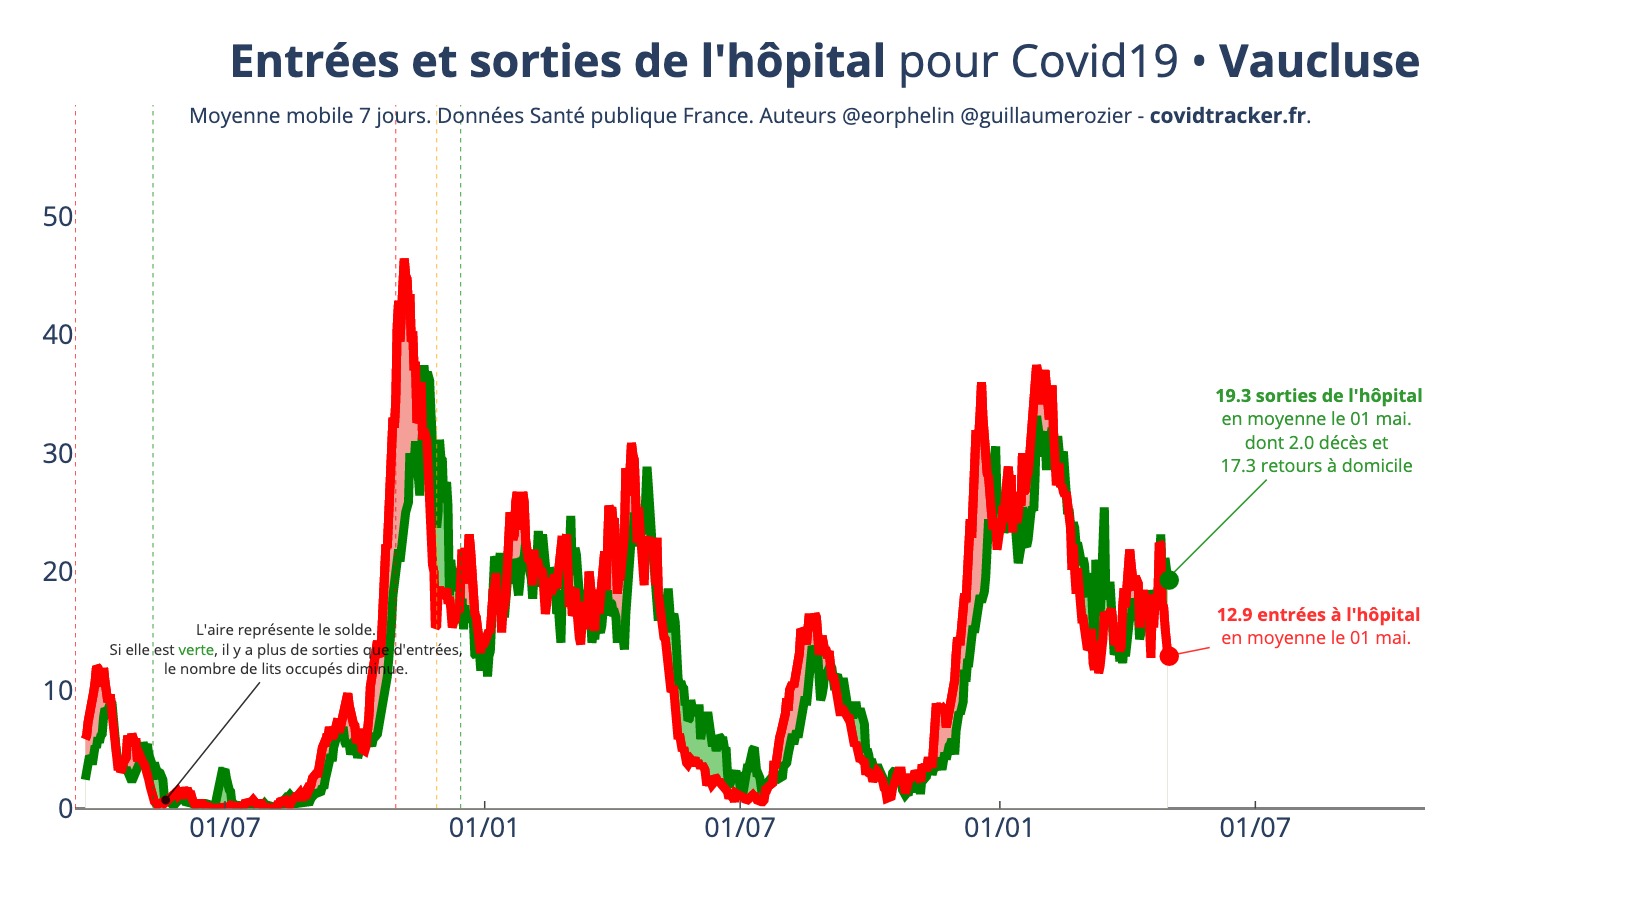 Entrées et sorties de l'hôpital pour Covid19 • Vaucluse
Moyenne mobile 7 jours. Données Santé publique France. Auteurs @eorphelin @guillaumerozier - covidtracker.fr.
50
40
30
20
10
0
L'aire représente le solde.
Si elle est verte, il y a plus de sorties que d'entrées,
le nombre de lits occupés diminue.
19.3 sorties de l'hôpital
en moyenne le 01 mai.
dont 2.0 décès et
17.3 retours à domicile
12.9 entrées à l'hôpital
en moyenne le 01 mai.
01/07
01/01
01/07
01/01
01/07